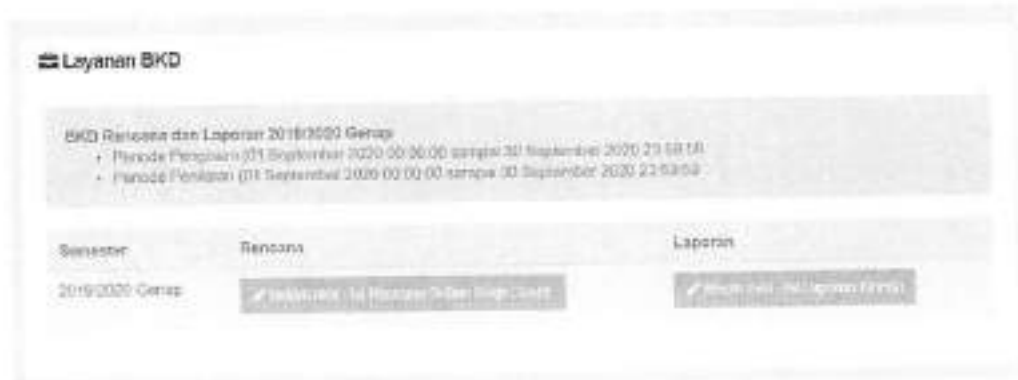 Layanan BKD
BKD Rencana dan Laporan 2019/2020 Genap
Periode Pengisian (01 September 2020 00:00:00 sampai 30 September 2020 23:59:59
Periode Penilaian (01 September 2020 00:00:00 sampai 30 September 2020 23:59:59
Semester Rencana Laporan
2019/2020 Genap